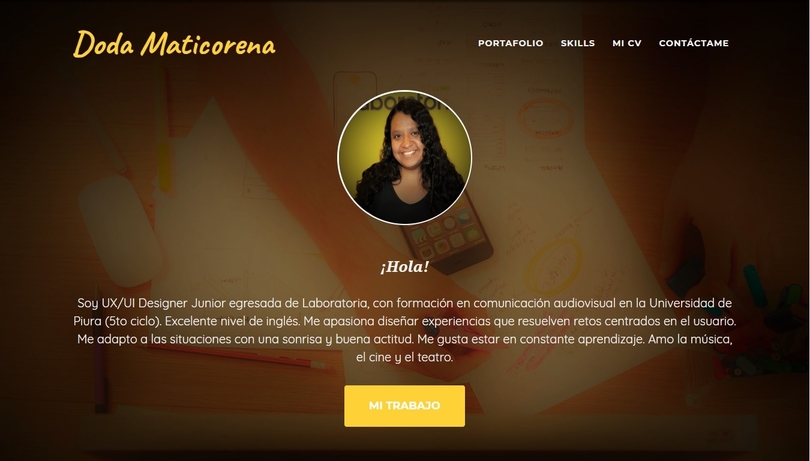 Doda Maticorena
PORTAFOLIO SKILLS MI CV CONTÁCTAME
¡Hola!
Soy UX/UI Designer Junior egresada de Laboratoria, con formación en comunicación audiovisual en la Universidad de
Piura (5to ciclo). Excelente nivel de inglés. Me apasiona diseñar experiencias que resuelven retos centrados en el usuario.
Me adapto a las situaciones con una sonrisa y buena actitud. Me gusta estar en constante aprendizaje. Amo la música,
el cine y el teatro.
MI TRABAJO